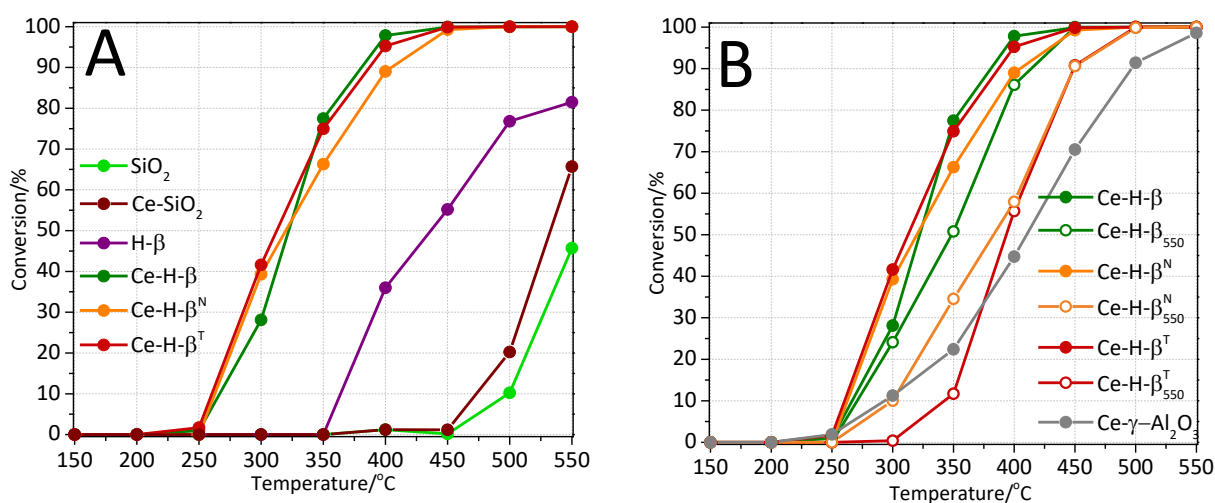 A
Conversion/%
100
90
80
70
60
50
40
30
20
10
0
SiO₂
Ce-SiO₂
H-β
Ce-H-β
Ce-H-βᴺ
Ce-H-βᵀ
150 200 250 300 350 400 450 500 550
Temperature/°C
B
Conversion/%
100
90
80
70
60
50
40
30
20
10
0
Ce-H-β
Ce-H-β₅₅₀
Ce-H-βᴺ
Ce-H-βᴺ₅₅₀
Ce-H-βᵀ
Ce-H-βᵀ₅₅₀
Ce-γ–Al₂O₃
150 200 250 300 350 400 450 500 550
Temperature/°C